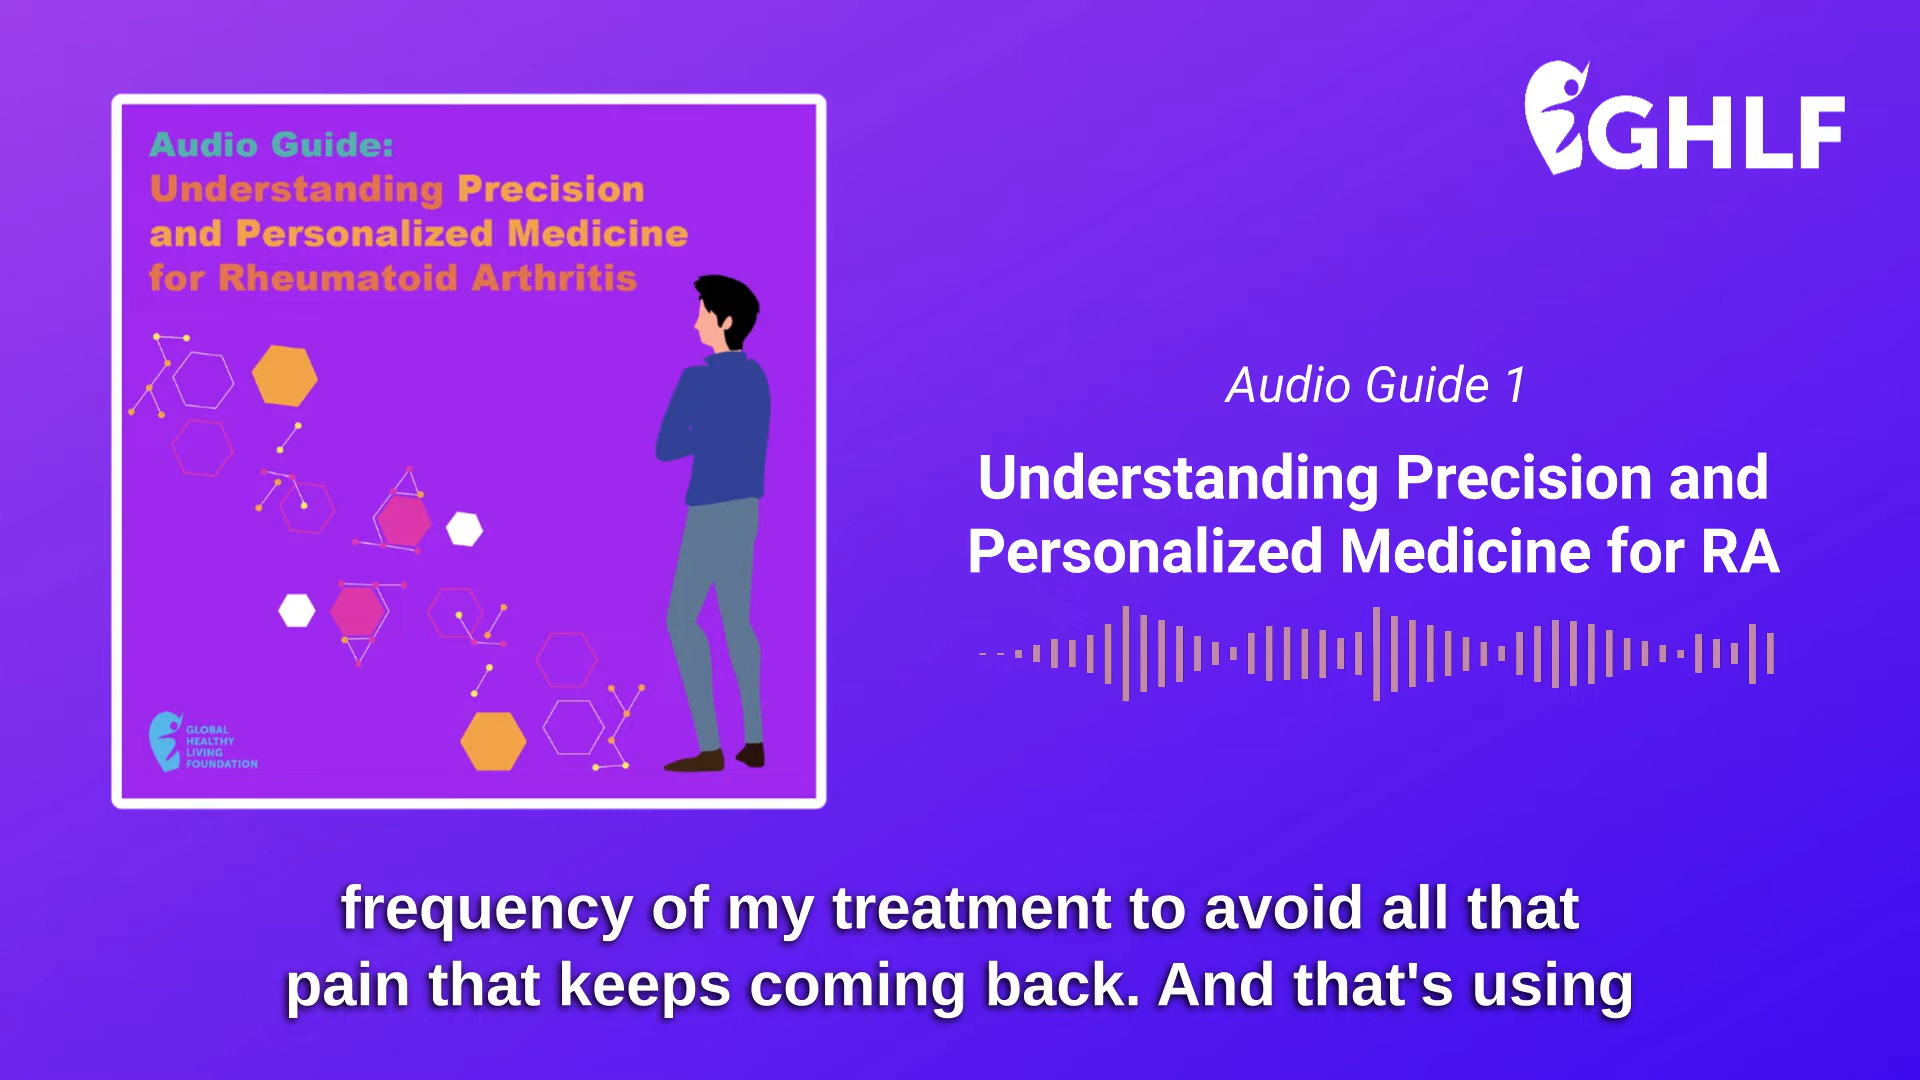 Audio Guide:
Understanding Precision
and Personalized Medicine
for Rheumatoid Arthritis
GLOBAL
HEALTHY
LIVING
FOUNDATION
GHLF
Audio Guide 1
Understanding Precision and
Personalized Medicine for RA
frequency of my treatment to avoid all that
pain that keeps coming back. And that's using